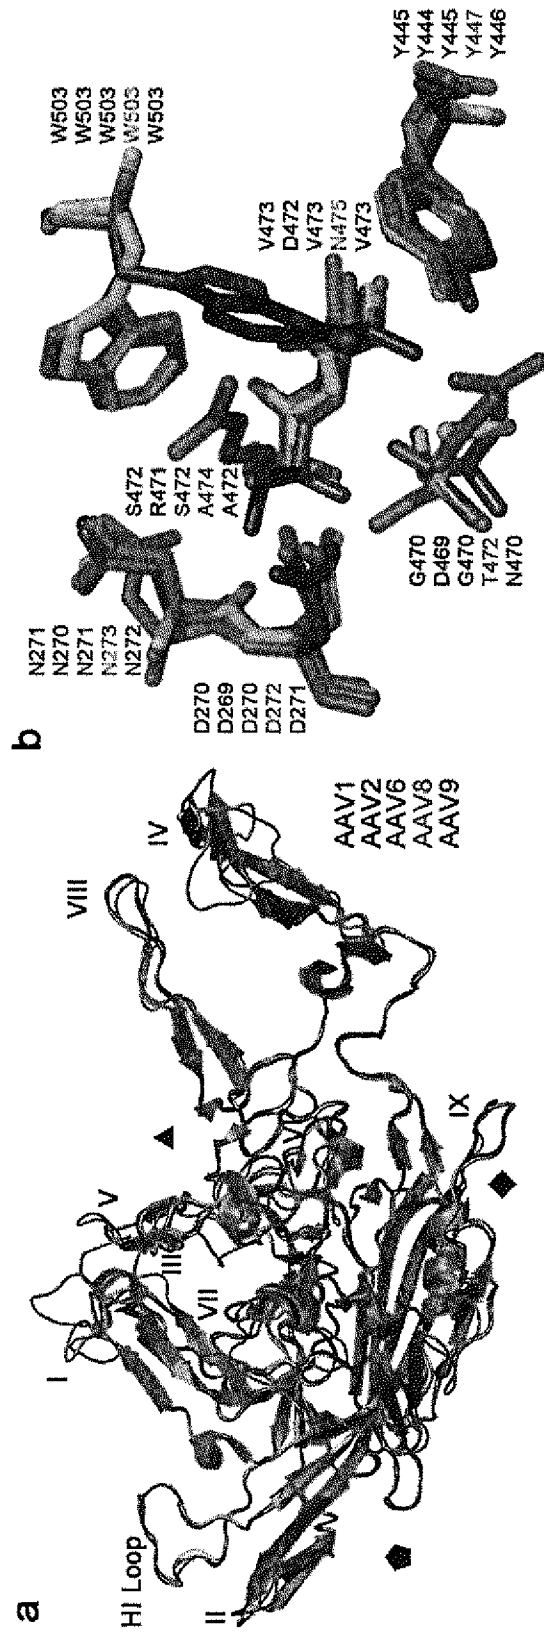 a
HI Loop
II
I
III
V
VII
VIII
IV
IX
AAV1
AAV2
AAV6
AAV8
AAV9
b
N271
N270
N271
N273
N272
D270
D269
D270
D272
D271
S472
R471
S472
A474
A472
W503
W503
W503
W503
W503
V473
D472
V473
N475
V473
G470
D469
G470
T472
N470
Y445
Y444
Y445
Y447
Y446